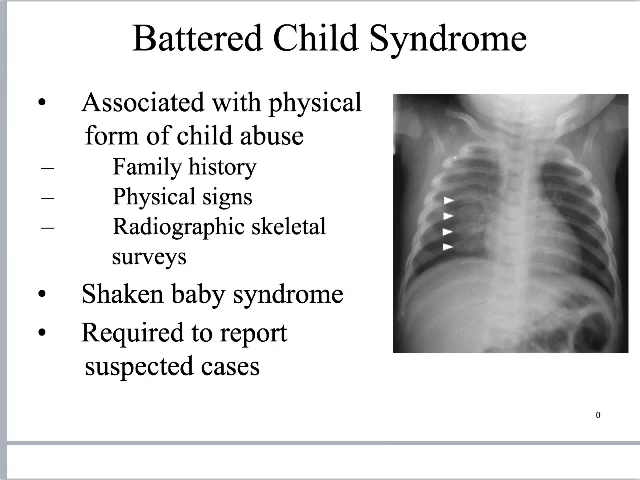 Battered Child Syndrome
• Associated with physical
form of child abuse
– Family history
– Physical signs
– Radiographic skeletal
surveys
• Shaken baby syndrome
• Required to report
suspected cases
0